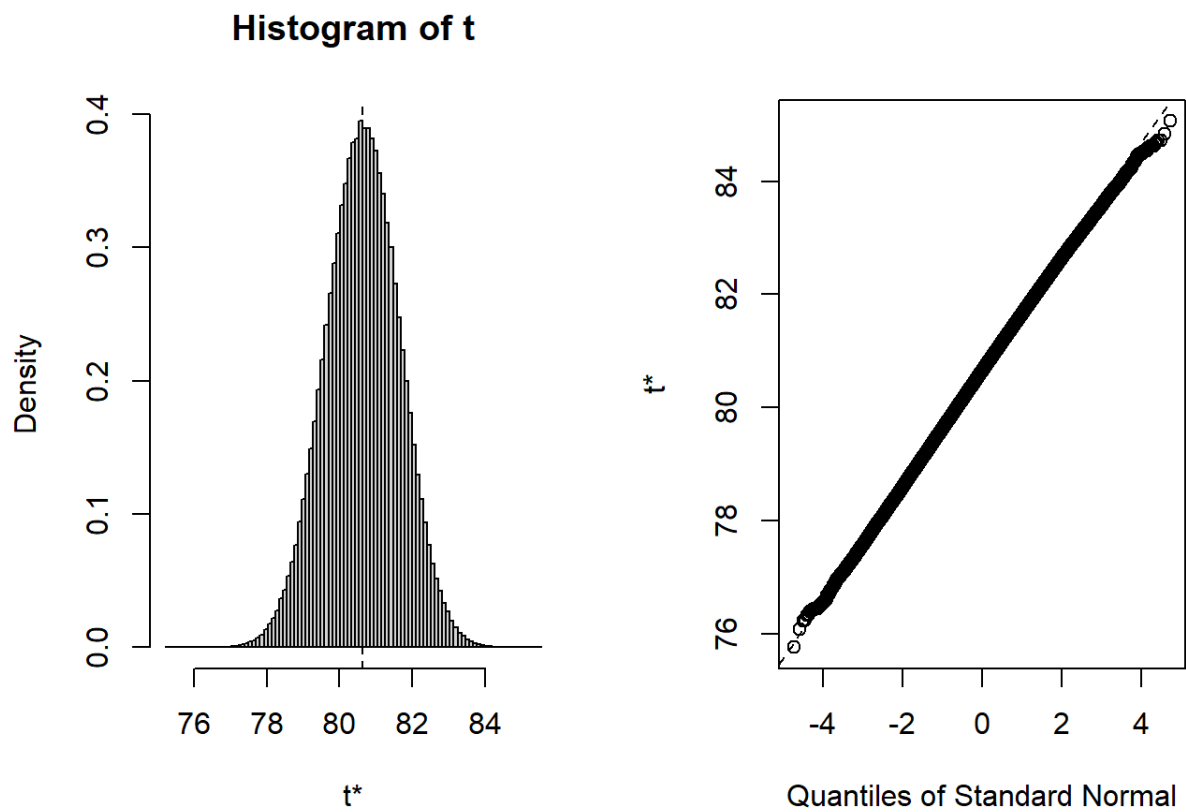 Histogram of t
Density
0.0 0.1 0.2 0.3 0.4
76 78 80 82 84
t*
t*
76 78 80 82 84
-4 -2 0 2 4
Quantiles of Standard Normal